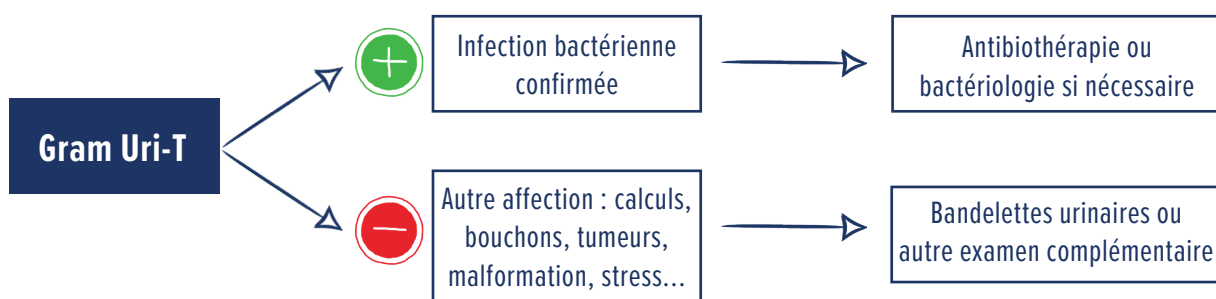 Gram Uri-T
Infection bactérienne
confirmée
Antibiothérapie ou
bactériologie si nécessaire
Autre affection : calculs,
bouchons, tumeurs,
malformation, stress...
Bandelettes urinaires ou
autre examen complémentaire